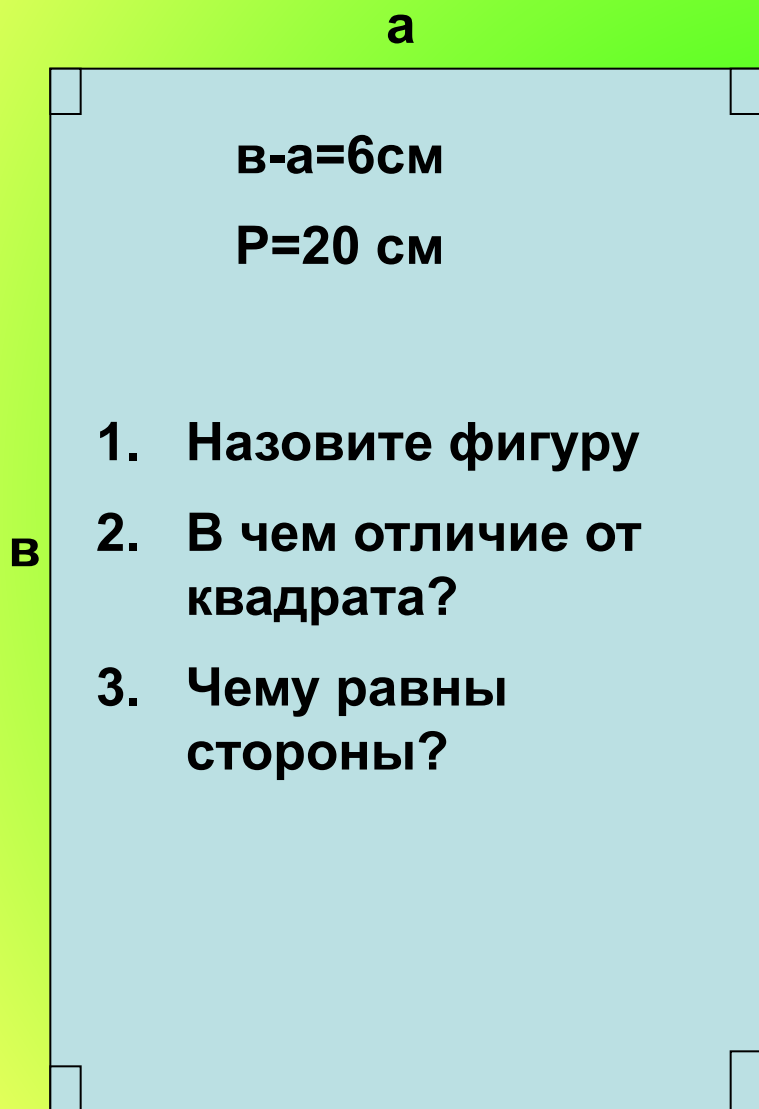 а
в-а=6см
Р=20 см
1. Назовите фигуру
в
2. В чем отличие от
квадрата?
3. Чему равны
стороны?